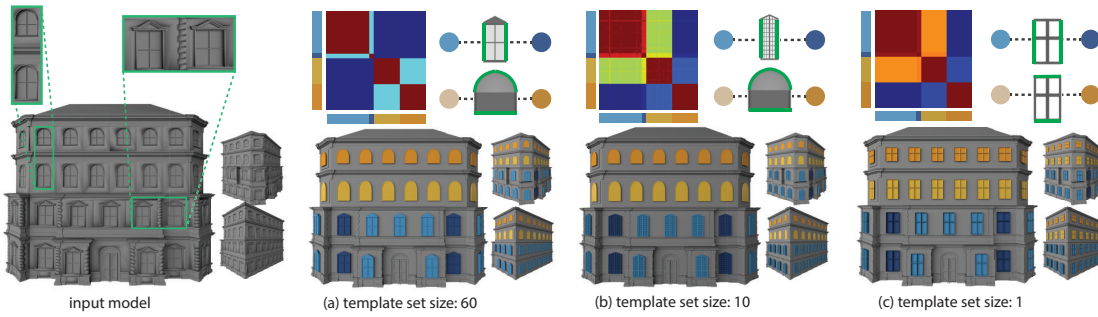 input model
(a) template set size: 60
(b) template set size: 10
(c) template set size: 1